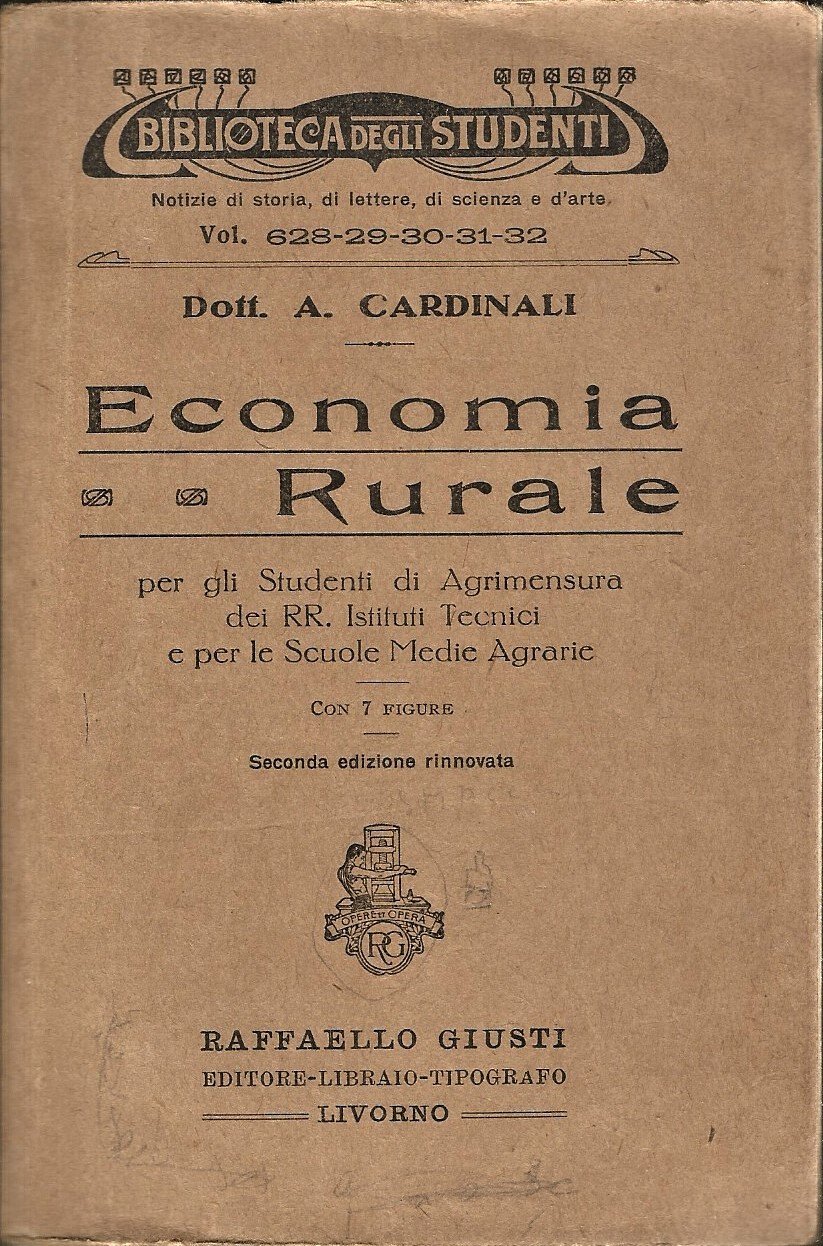 BIBLIOTECA DEGLI STUDENTI
Notizie di storia, di lettere, di scienza e d'arte.
Vol. 628-29-30-31-32
Dott. A. CARDINALI
Economia
Rurale
per gli Studenti di Agrimensura
dei RR. Istituti Tecnici
e per le Scuole Medie Agrarie
CON 7 FIGURE
Seconda edizione rinnovata
OPERE ET OPERA
RG
RAFFAELLO GIUSTI
EDITORE-LIBRAIO-TIPOGRAFO
LIVORNO